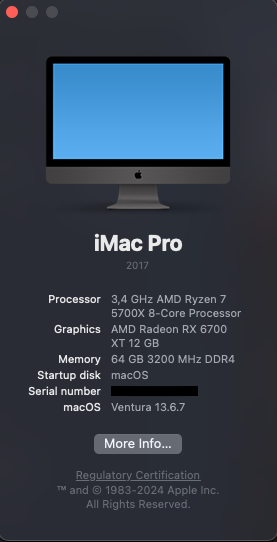 iMac Pro
2017
Processor 3,4 GHz AMD Ryzen 7
5700X 8-Core Processor
Graphics AMD Radeon RX 6700
XT 12 GB
Memory 64 GB 3200 MHz DDR4
Startup disk macOS
Serial number
macOS Ventura 13.6.7
More Info...
Regulatory Certification
™ and © 1983-2024 Apple Inc.
All Rights Reserved.